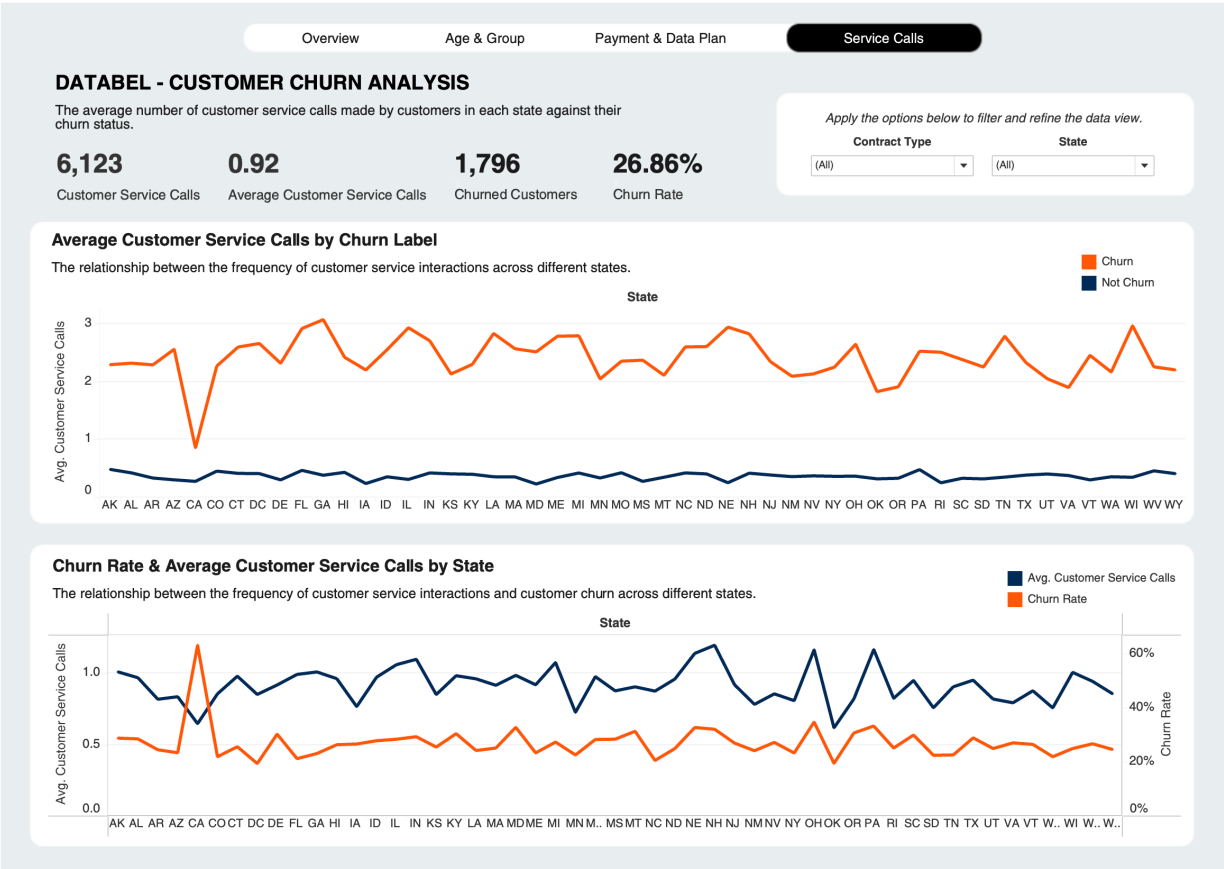 Overview Age & Group Payment & Data Plan Service Calls
DATABEL - CUSTOMER CHURN ANALYSIS
The average number of customer service calls made by customers in each state against their
churn status.
Apply the options below to filter and refine the data view.
Contract Type State
(All) (All)
6,123 0.92 1,796 26.86%
Customer Service Calls Average Customer Service Calls Churned Customers Churn Rate
Average Customer Service Calls by Churn Label
The relationship between the frequency of customer service interactions across different states.
Churn
Not Churn
State
Avg. Customer Service Calls
3
2
1
0
AK AL AR AZ CA CO CT DC DE FL GA HI IA ID IL IN KS KY LA MA MD ME MI MN MO MS MT NC ND NE NH NJ NM NV NY OH OK OR PA RI SC SD TN TX UT VA VT WA WI WV WY
Churn Rate & Average Customer Service Calls by State
The relationship between the frequency of customer service interactions and customer churn across different states.
Avg. Customer Service Calls
Churn Rate
State
Avg. Customer Service Calls
1.0
0.5
0.0
60%
40%
20%
0%
Churn Rate
AK AL AR AZ CA CO CT DC DE FL GA HI IA ID IL IN KS KY LA MA MD ME MI MN M.. MS MT NC ND NE NH NJ NM NV NY OH OK OR PA RI SC SD TN TX UT VA VT W.. WI W.. W..